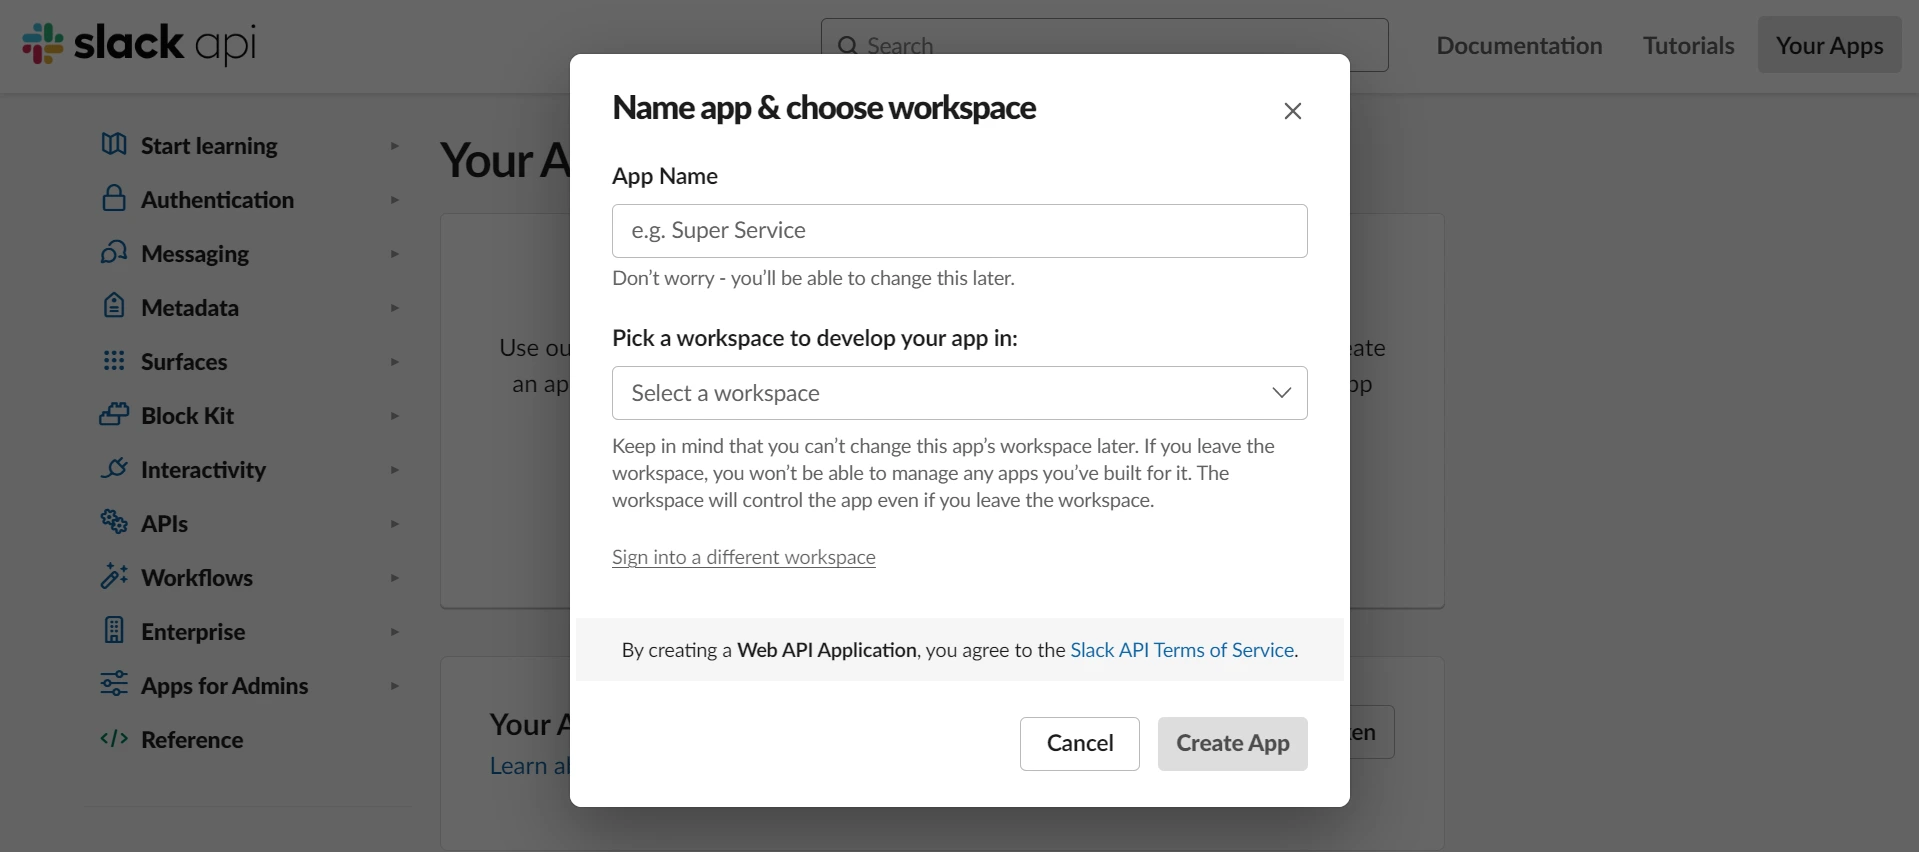 slack api
Search
Documentation
Tutorials
Your Apps
Start learning
Authentication
Messaging
Metadata
Surfaces
Block Kit
Interactivity
APIs
Workflows
Enterprise
Apps for Admins
Reference
Your A
Use ou
an ap
eate
pp
Your A
Learn ab
ken
Name app & choose workspace
App Name
e.g. Super Service
Don’t worry - you’ll be able to change this later.
Pick a workspace to develop your app in:
Select a workspace
Keep in mind that you can’t change this app’s workspace later. If you leave the
workspace, you won’t be able to manage any apps you’ve built for it. The
workspace will control the app even if you leave the workspace.
Sign into a different workspace
By creating a Web API Application, you agree to the Slack API Terms of Service.
Cancel
Create App